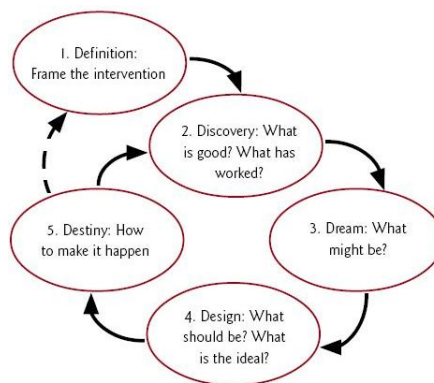 1. Definition:
Frame the intervention
2. Discovery: What
is good? What has
worked?
3. Dream: What
might be?
4. Design: What
should be? What
is the ideal?
5. Destiny: How
to make it happen